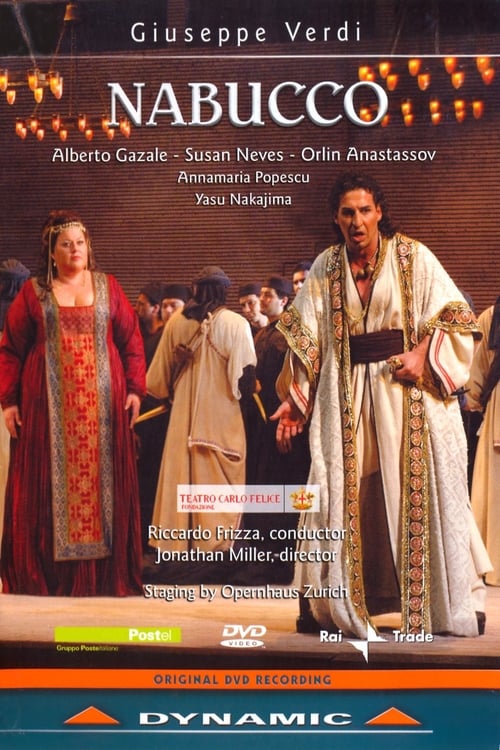 Giuseppe Verdi
NABUCCO
Alberto Gazale - Susan Neves - Orlin Anastassov
Annamaria Popescu
Yasu Nakajima
TEATRO CARLO FELICE
FONDAZIONE
Riccardo Frizza, conductor
Jonathan Miller, director
Staging by Opernhaus Zurich
Postel
Gruppo Posteitaliane
DVD
VIDEO
Rai Trade
ORIGINAL DVD RECORDING
DYNAMIC